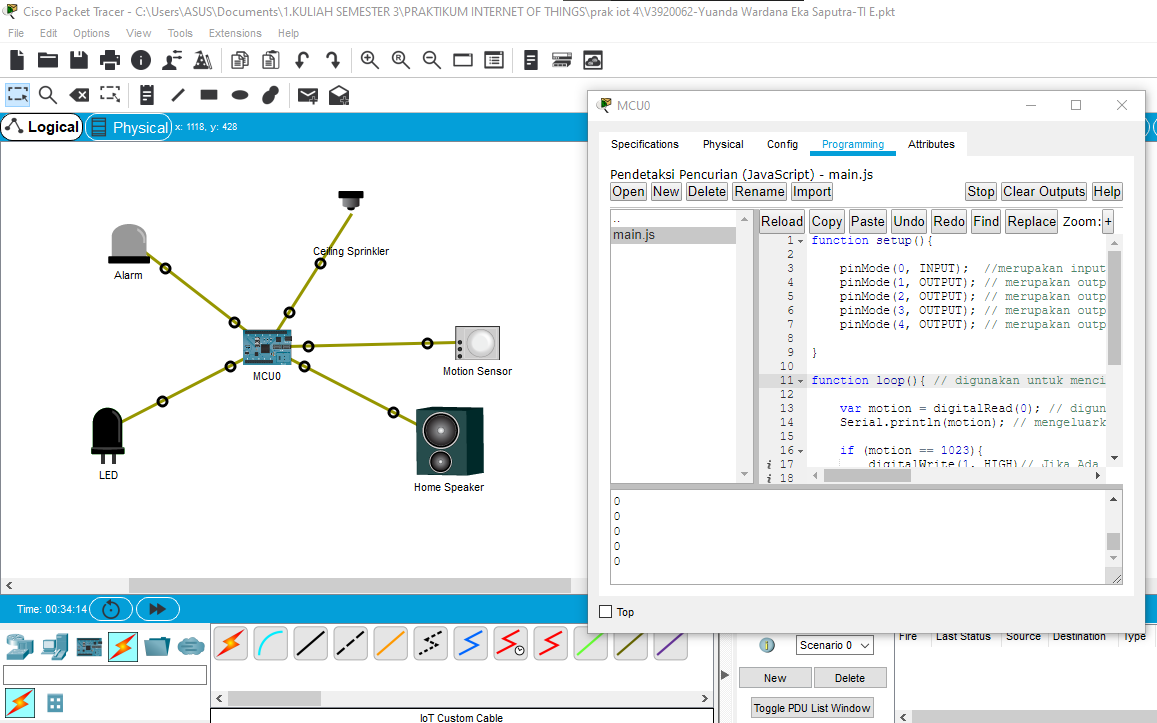 Cisco Packet Tracer - C:\Users\ASUS\Documents\1.KULIAH SEMESTER 3\PRAKTIKUM INTERNET OF THINGS\prak iot 4\V3920062-Yuanda Wardana Eka Saputra-TI E.pkt
File Edit Options View Tools Extensions Help
Logical
Physical
x: 1118, y: 428
Ceiling Sprinkler
Alarm
MCU0
Motion Sensor
LED
Home Speaker
MCU0
Specifications Physical Config Programming Attributes
Pendetaksi Pencurian (JavaScript) - main.js
Open New Delete Rename Import Stop Clear Outputs Help
..
main.js
Reload Copy Paste Undo Redo Find Replace Zoom: +
1 function setup(){
2
3 pinMode(0, INPUT); //merupakan input
4 pinMode(1, OUTPUT); // merupakan outp
5 pinMode(2, OUTPUT); // merupakan outp
6 pinMode(3, OUTPUT); // merupakan outp
7 pinMode(4, OUTPUT); // merupakan outp
8
9 }
10
11 function loop(){ // digunakan untuk menci
12
13 var motion = digitalRead(0); // digun
14 Serial.println(motion); // mengeluark
15
16 if (motion == 1023){
i 17 digitalWrite(1, HIGH)// Jika Ada
i 18
0
0
0
0
0
Top
Time: 00:34:14
IoT Custom Cable
Scenario 0
New Delete
Toggle PDU List Window
Fire Last Status Source Destination Type